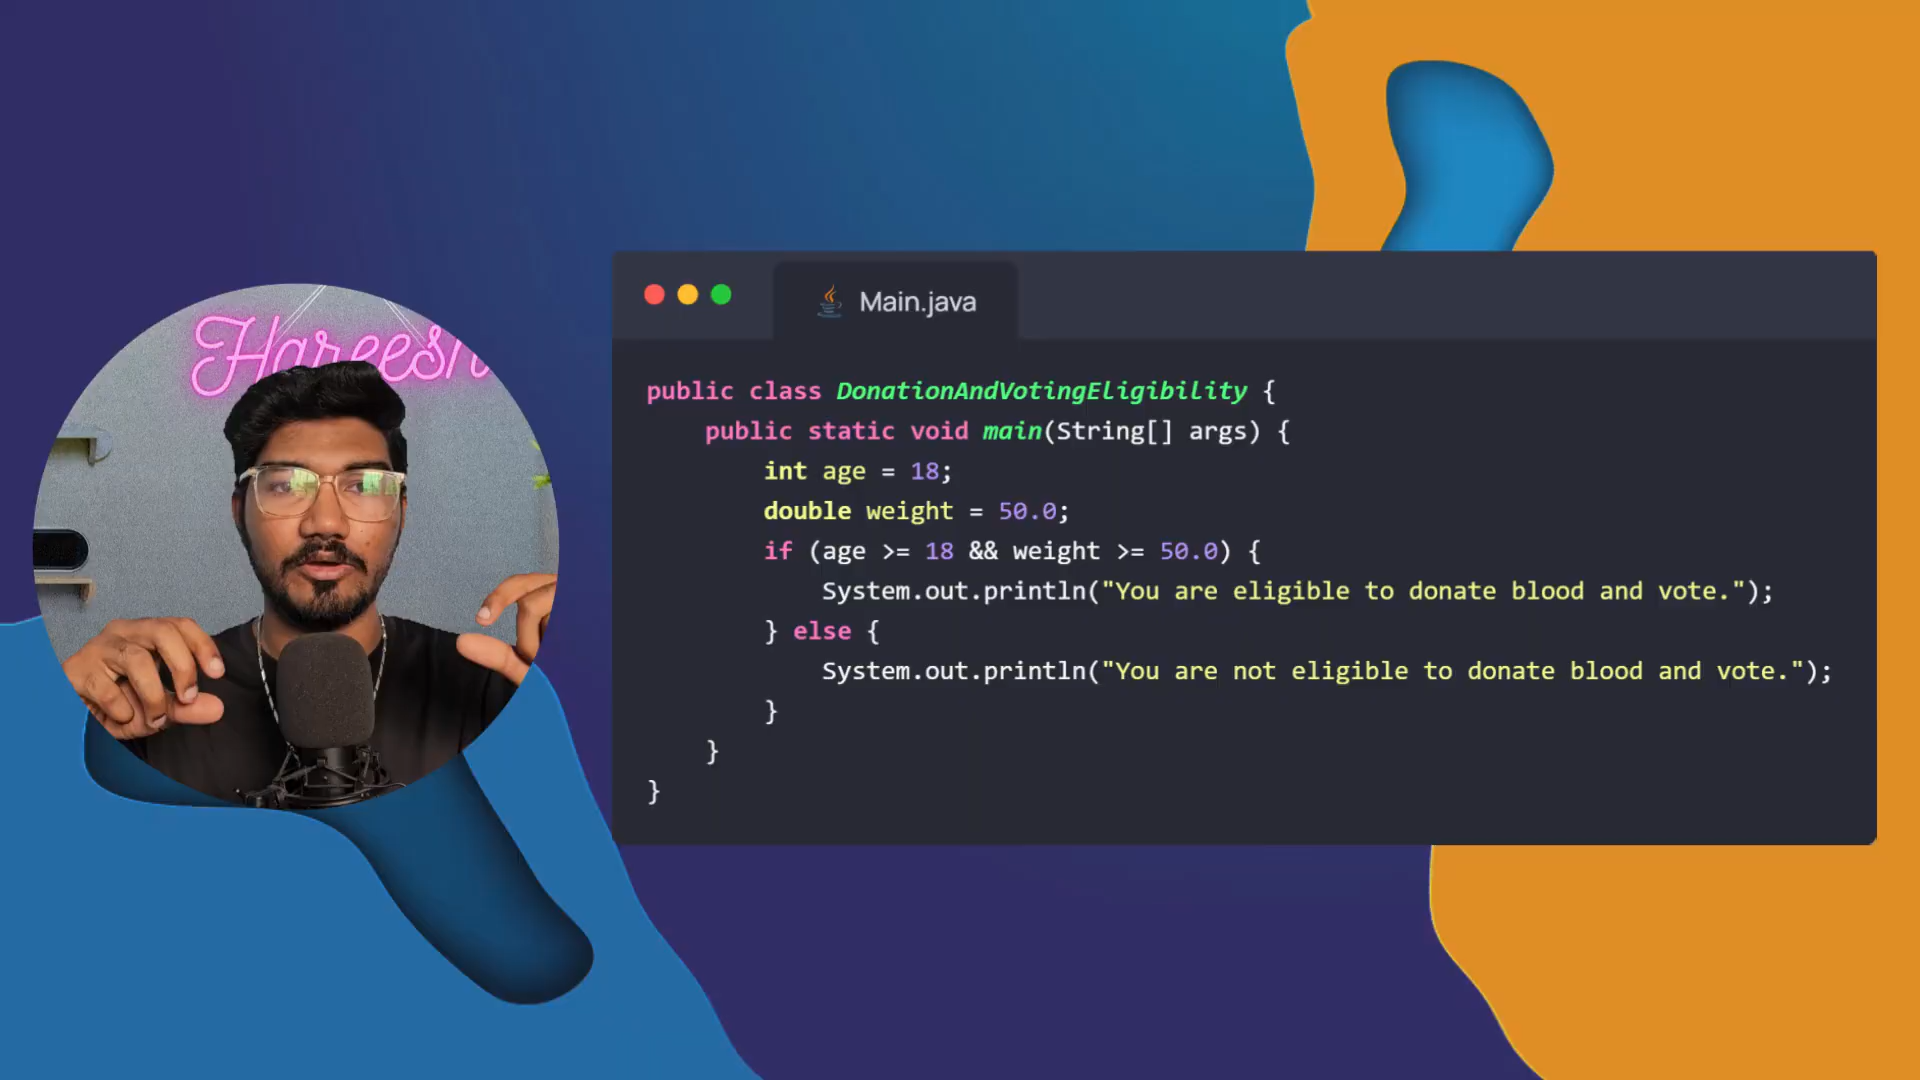 Hareesh
Main.java
public class DonationAndVotingEligibility {
public static void main(String[] args) {
int age = 18;
double weight = 50.0;
if (age >= 18 && weight >= 50.0) {
System.out.println("You are eligible to donate blood and vote.");
} else {
System.out.println("You are not eligible to donate blood and vote.");
}
}
}